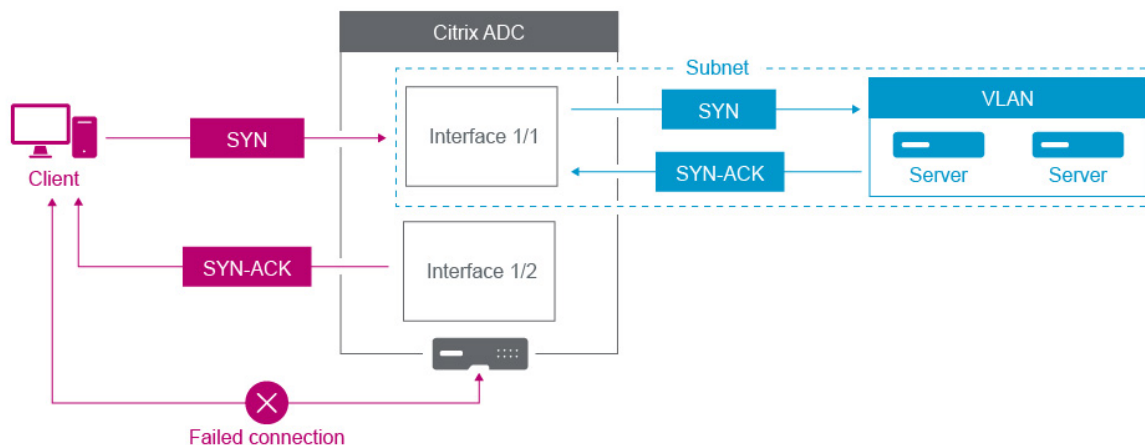 Citrix ADC
Subnet
SYN
Interface 1/1
SYN
VLAN
Client
SYN-ACK
Server
Server
SYN-ACK
Interface 1/2
Failed connection